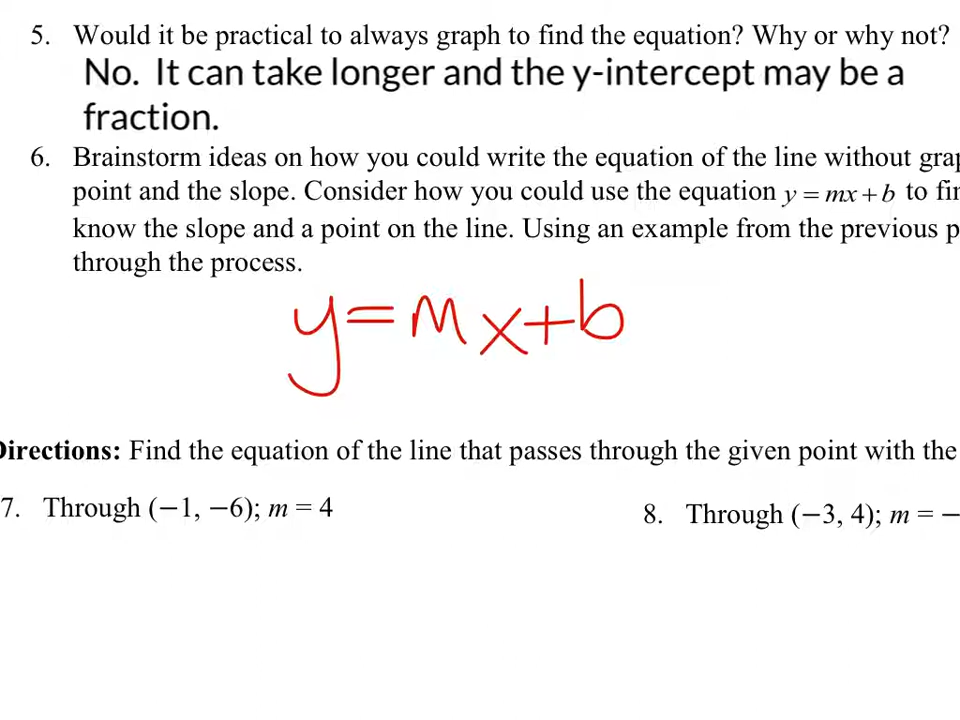 5. Would it be practical to always graph to find the equation? Why or why not?
No. It can take longer and the y-intercept may be a
fraction.
6. Brainstorm ideas on how you could write the equation of the line without
point and the slope. Consider how you could use the equation y = mx + b to
know the slope and a point on the line. Using an example from the previous
through the process.
y=mx+b
Directions: Find the equation of the line that passes through the given point with the
7. Through (−1, −6); m = 4
8. Through (−3, 4); m = −